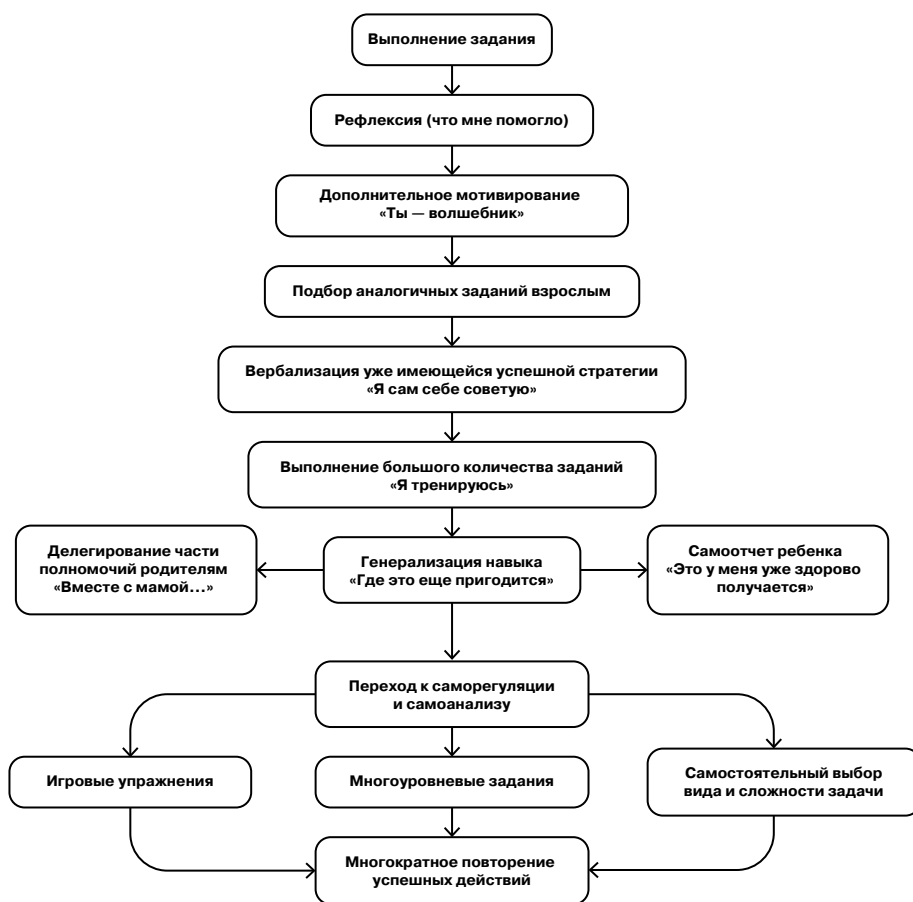 Выполнение задания
Рефлексия (что мне помогло)
Дополнительное мотивирование
«Ты — волшебник»
Подбор аналогичных заданий взрослым
Вербализация уже имеющейся успешной стратегии
«Я сам себе советую»
Выполнение большого количества заданий
«Я тренируюсь»
Делегирование части
полномочий родителям
«Вместе с мамой...»
Генерализация навыка
«Где это еще пригодится»
Самоотчет ребенка
«Это у меня уже здорово
получается»
Переход к саморегуляции
и самоанализу
Игровые упражнения
Многоуровневые задания
Самостоятельный выбор
вида и сложности задачи
Многократное повторение
успешных действий